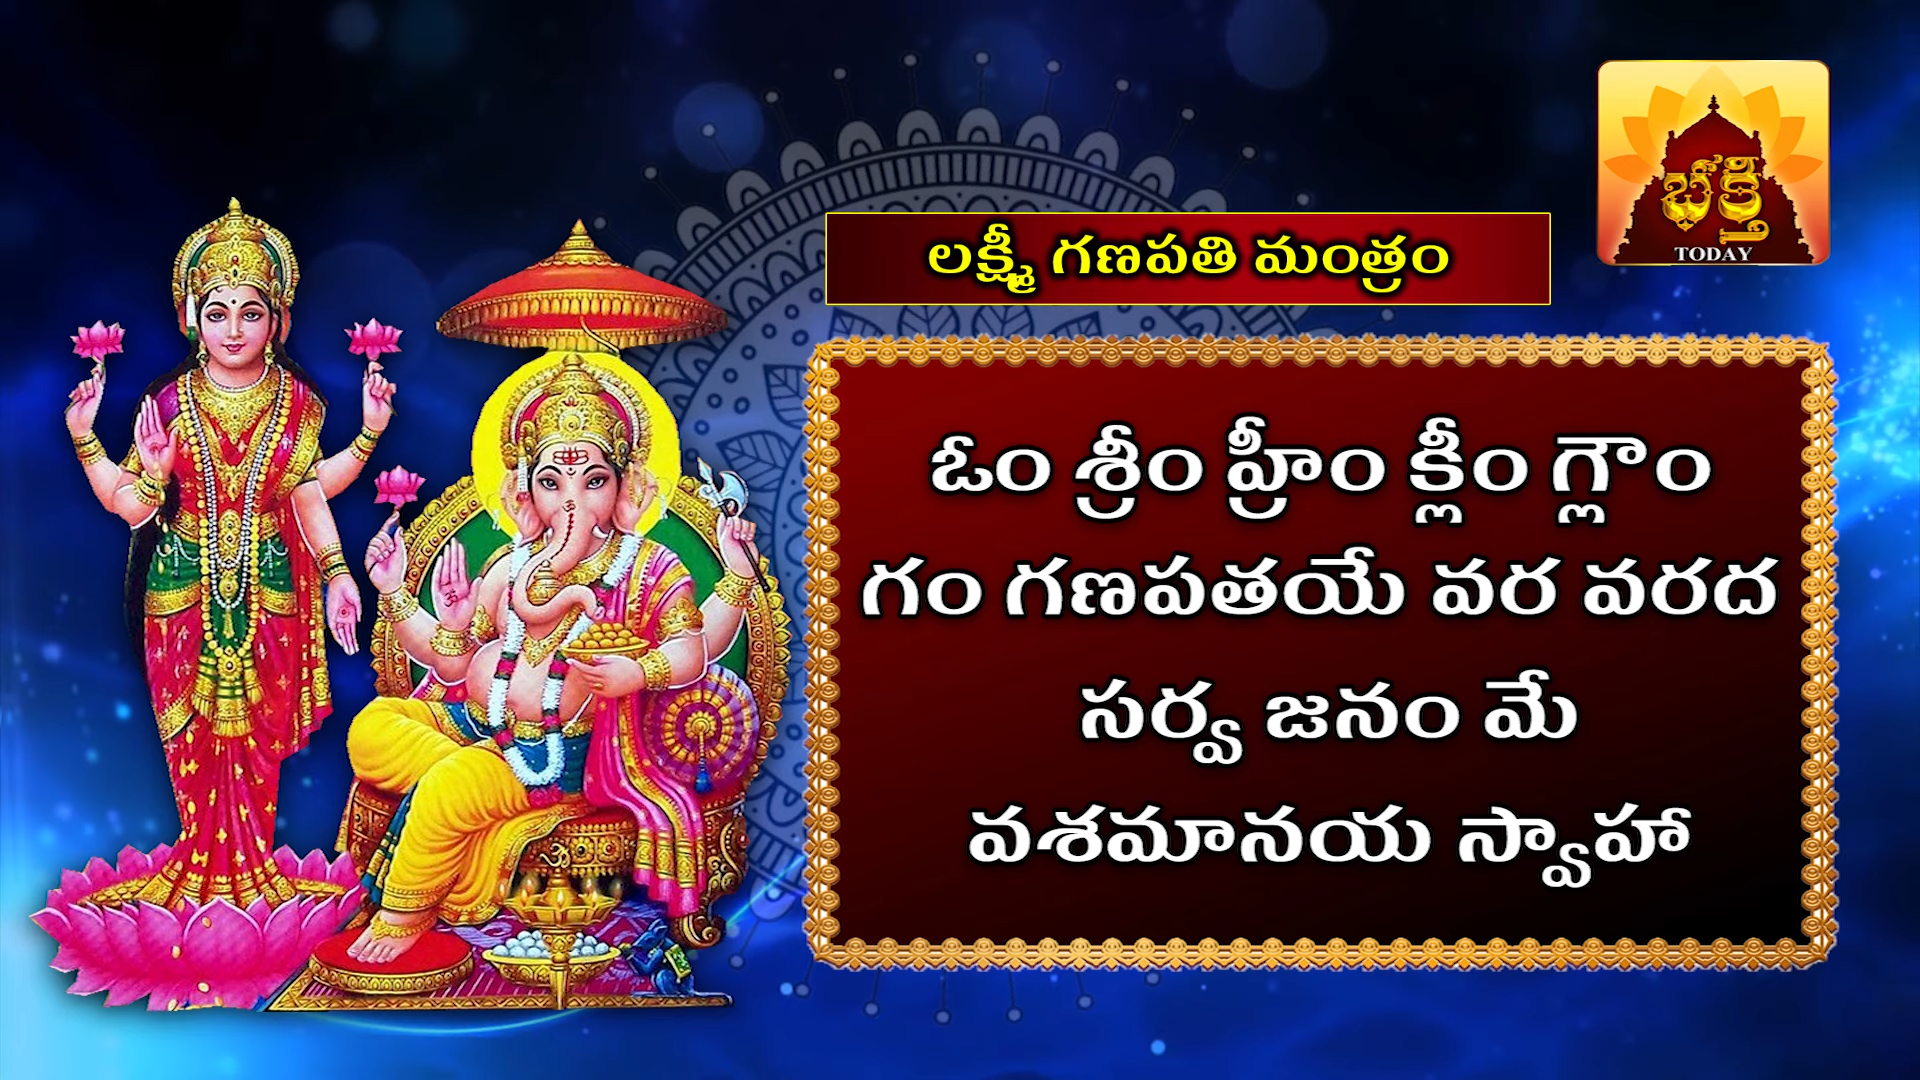 భక్తి
TODAY
లక్ష్మీ గణపతి మంత్రం
ఓం శ్రీం హ్రీం క్లీం గ్లౌం
గం గణపతయే వర వరద
సర్వ జనం మే
వశమానయ స్వాహా